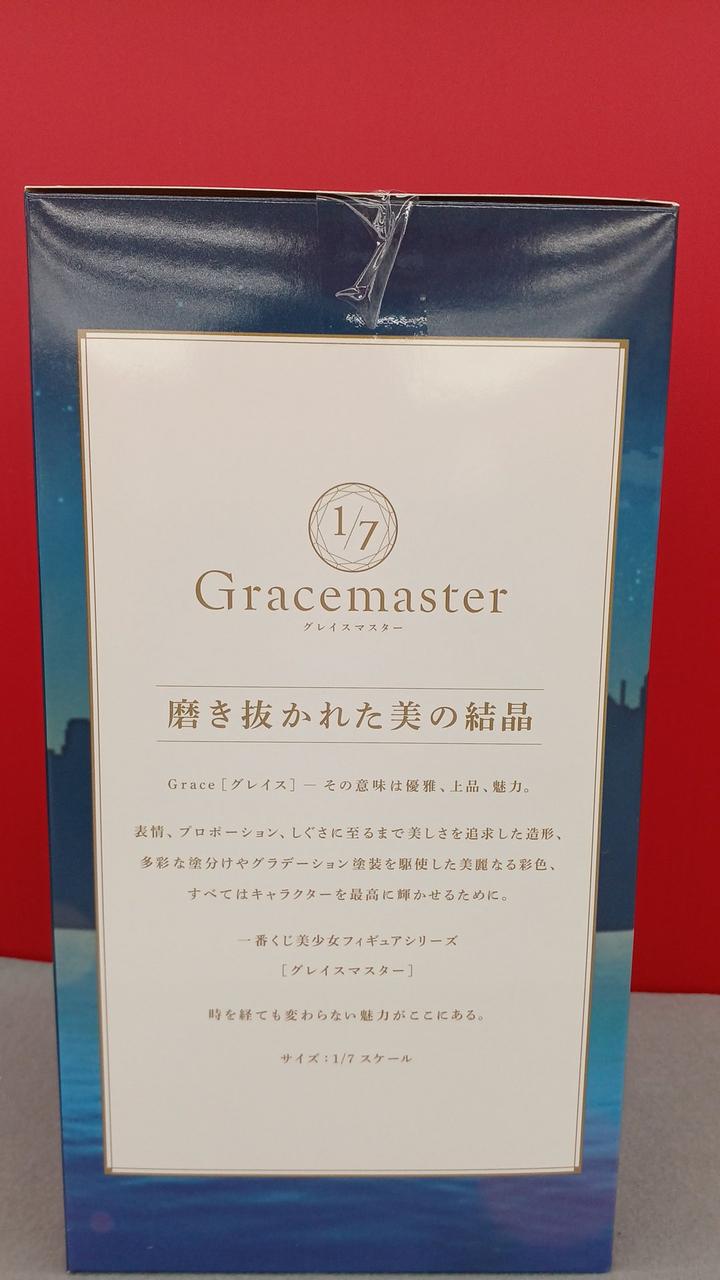 1/7
Gracemaster
グレイスマスター
磨き抜かれた美の結晶
Grace［グレイス］— その意味は優雅、上品、魅力。
表情、プロポーション、しぐさに至るまで美しさを追求した造形、
多彩な塗分けやグラデーション塗装を駆使した美麗なる彩色、
すべてはキャラクターを最高に輝かせるために。
一番くじ美少女フィギュアシリーズ
［グレイスマスター］
時を経ても変わらない魅力がここにある。
サイズ：1/7 スケール